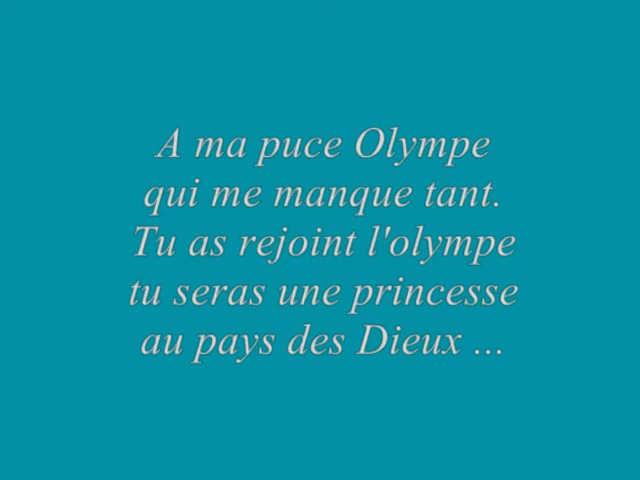 A ma puce Olympe
qui me manque tant.
Tu as rejoint l'olympe
tu seras une princesse
au pays des Dieux ...